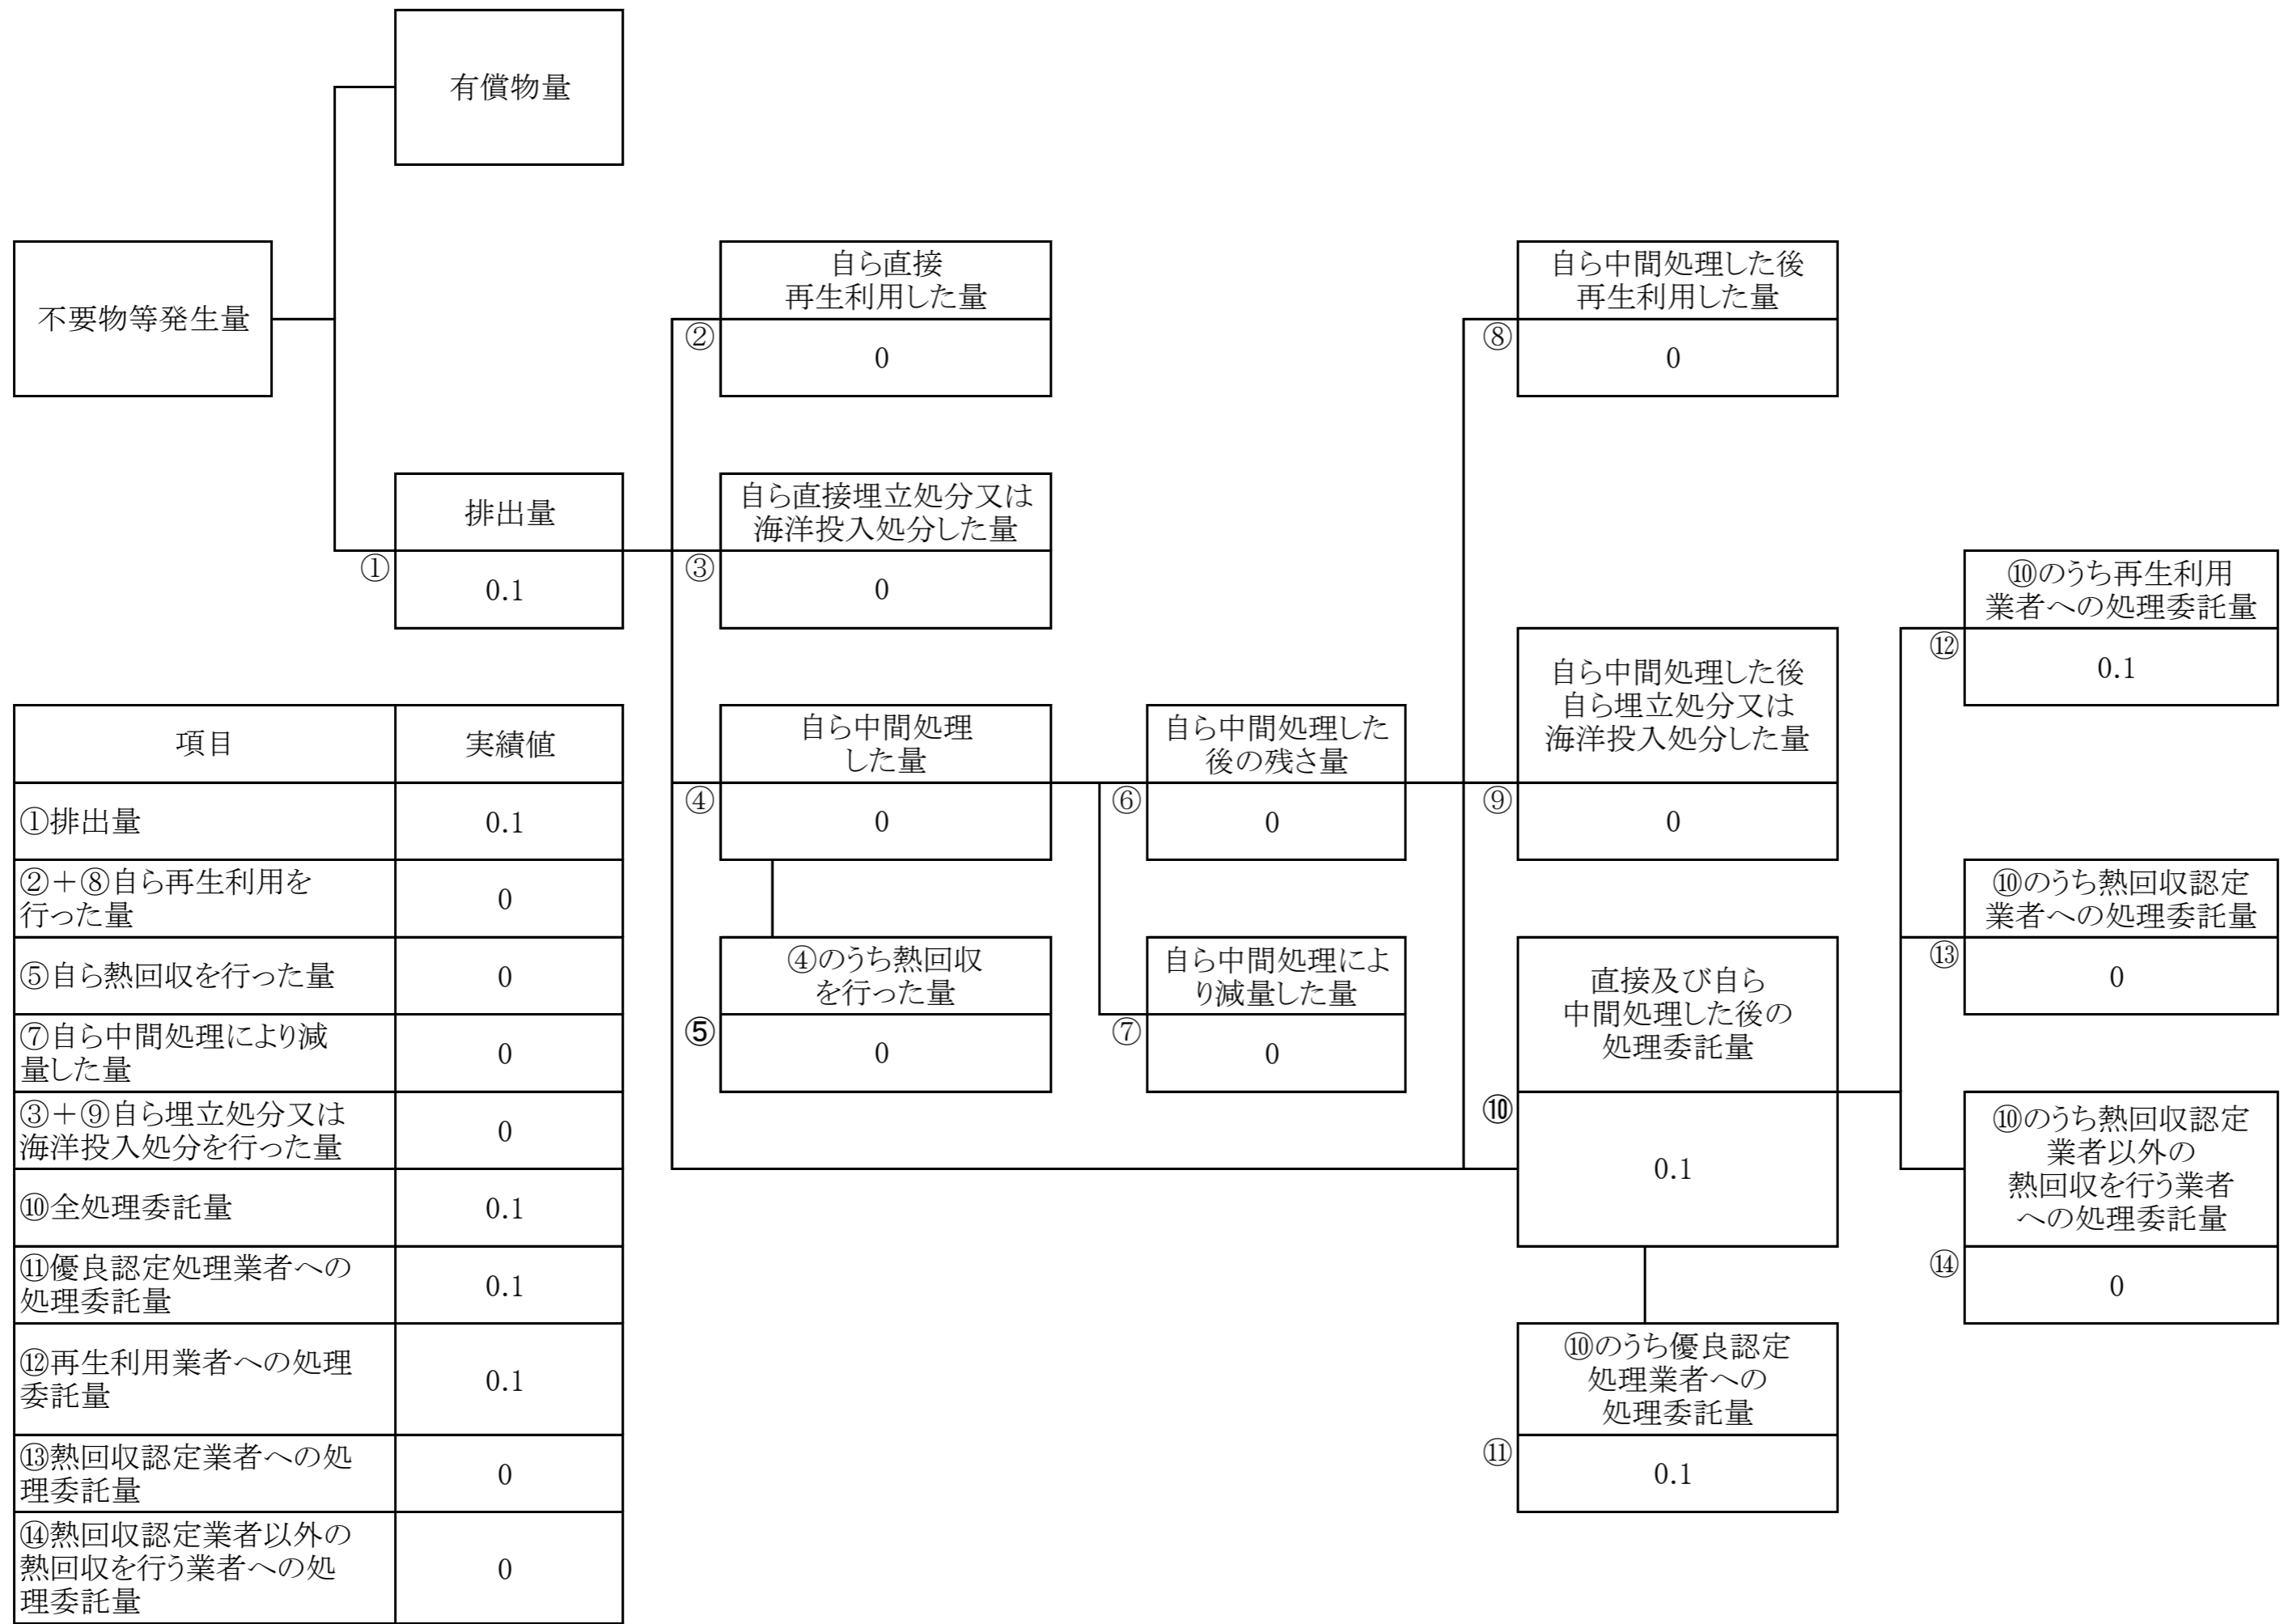 有償物量
不要物等発生量
自ら直接
再生利用した量
②
0
自ら中間処理した後
再生利用した量
⑧
0
排出量
①
0.1
自ら直接埋立処分又は
海洋投入処分した量
③
0
⑩のうち再生利用
業者への処理委託量
⑫
0.1
自ら中間処理
した量
④
0
自ら中間処理した
後の残さ量
⑥
0
自ら中間処理した後
自ら埋立処分又は
海洋投入処分した量
⑨
0
④のうち熱回収
を行った量
⑤
0
自ら中間処理によ
り減量した量
⑦
0
直接及び自ら
中間処理した後の
処理委託量
⑩
0.1
⑩のうち熱回収認定
業者への処理委託量
⑬
0
⑩のうち熱回収認定
業者以外の
熱回収を行う業者
への処理委託量
⑭
0
⑩のうち優良認定
処理業者への
処理委託量
⑪
0.1
項目 実績値
①排出量 0.1
②+⑧自ら再生利用を
行った量
0
⑤自ら熱回収を行った量 0
⑦自ら中間処理により減
量した量
0
③+⑨自ら埋立処分又は
海洋投入処分を行った量
0
⑩全処理委託量 0.1
⑪優良認定処理業者への
処理委託量
0.1
⑫再生利用業者への処理
委託量
0.1
⑬熱回収認定業者への処
理委託量
0
⑭熱回収認定業者以外の
熱回収を行う業者への処
理委託量
0